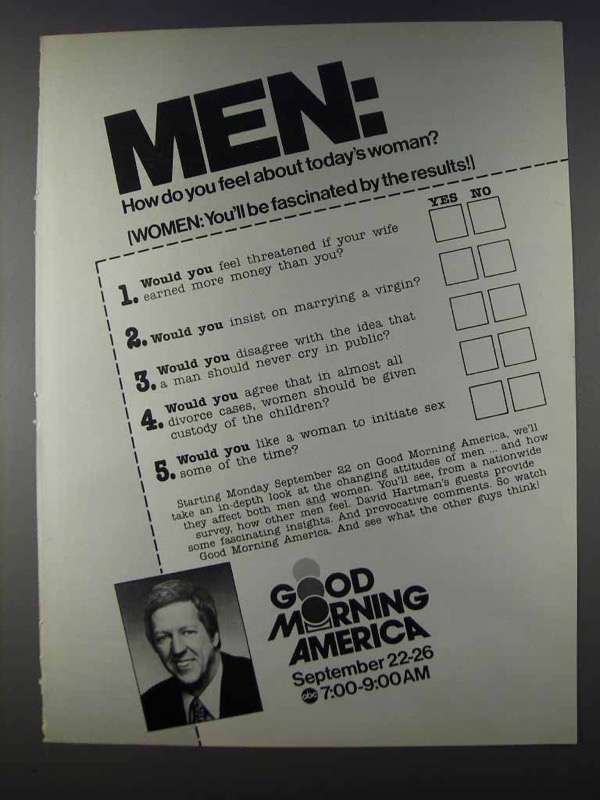 MEN:
How do you feel about today's woman?
[WOMEN: You'll be fascinated by the results!]
YES NO
1. Would you feel threatened if your wife
earned more money than you?
2. Would you insist on marrying a virgin?
3. Would you disagree with the idea that
a man should never cry in public?
4. Would you agree that in almost all
divorce cases, women should be given
custody of the children?
5. Would you like a woman to initiate sex
some of the time?
Starting Monday September 22 on Good Morning America, we'll
take an in-depth look at the changing attitudes of men ... and how
they affect both men and women. You'll see, from a nationwide
survey, how other men feel. David Hartman's guests provide
some fascinating insights. And provocative comments. So watch
Good Morning America. And see what the other guys think!
GOOD
MORNING
AMERICA
September 22-26
abc 7:00-9:00AM